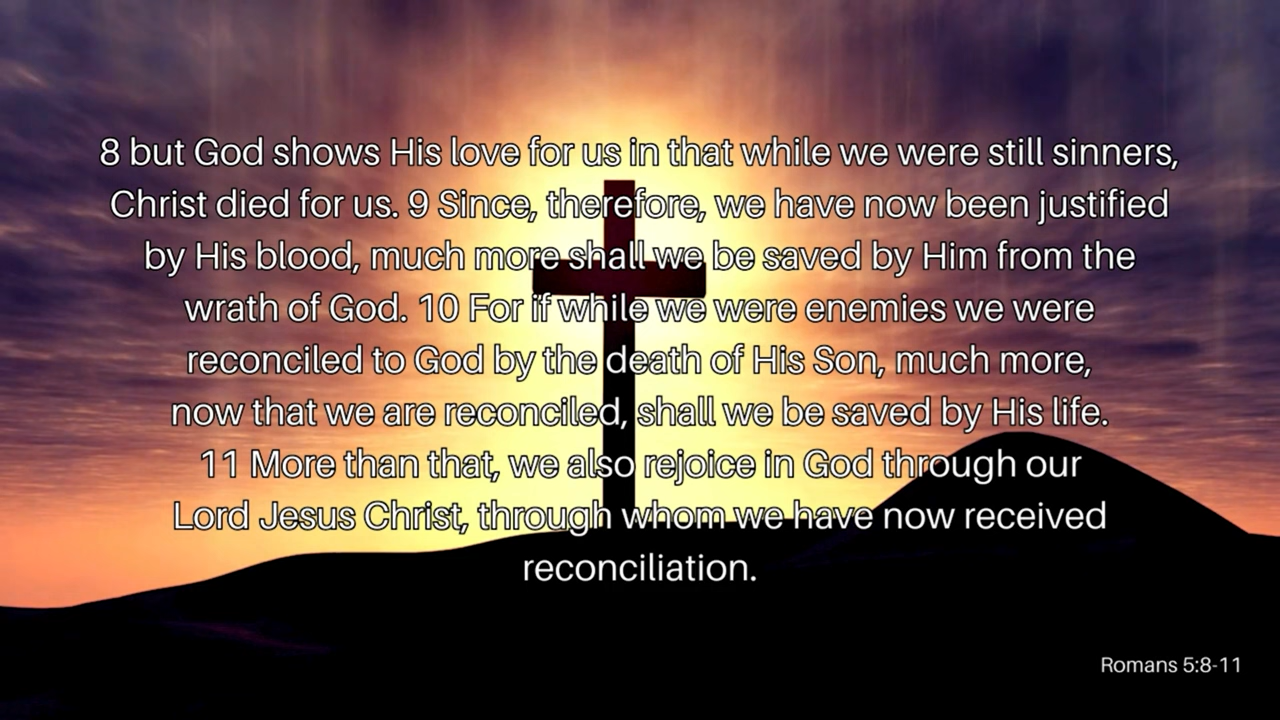 8 but God shows His love for us in that while we were still sinners,
Christ died for us. 9 Since, therefore, we have now been justified
by His blood, much more shall we be saved by Him from the
wrath of God. 10 For if while we were enemies we were
reconciled to God by the death of His Son, much more,
now that we are reconciled, shall we be saved by His life.
11 More than that, we also rejoice in God through our
Lord Jesus Christ, through whom we have now received
reconciliation.
Romans 5:8-11